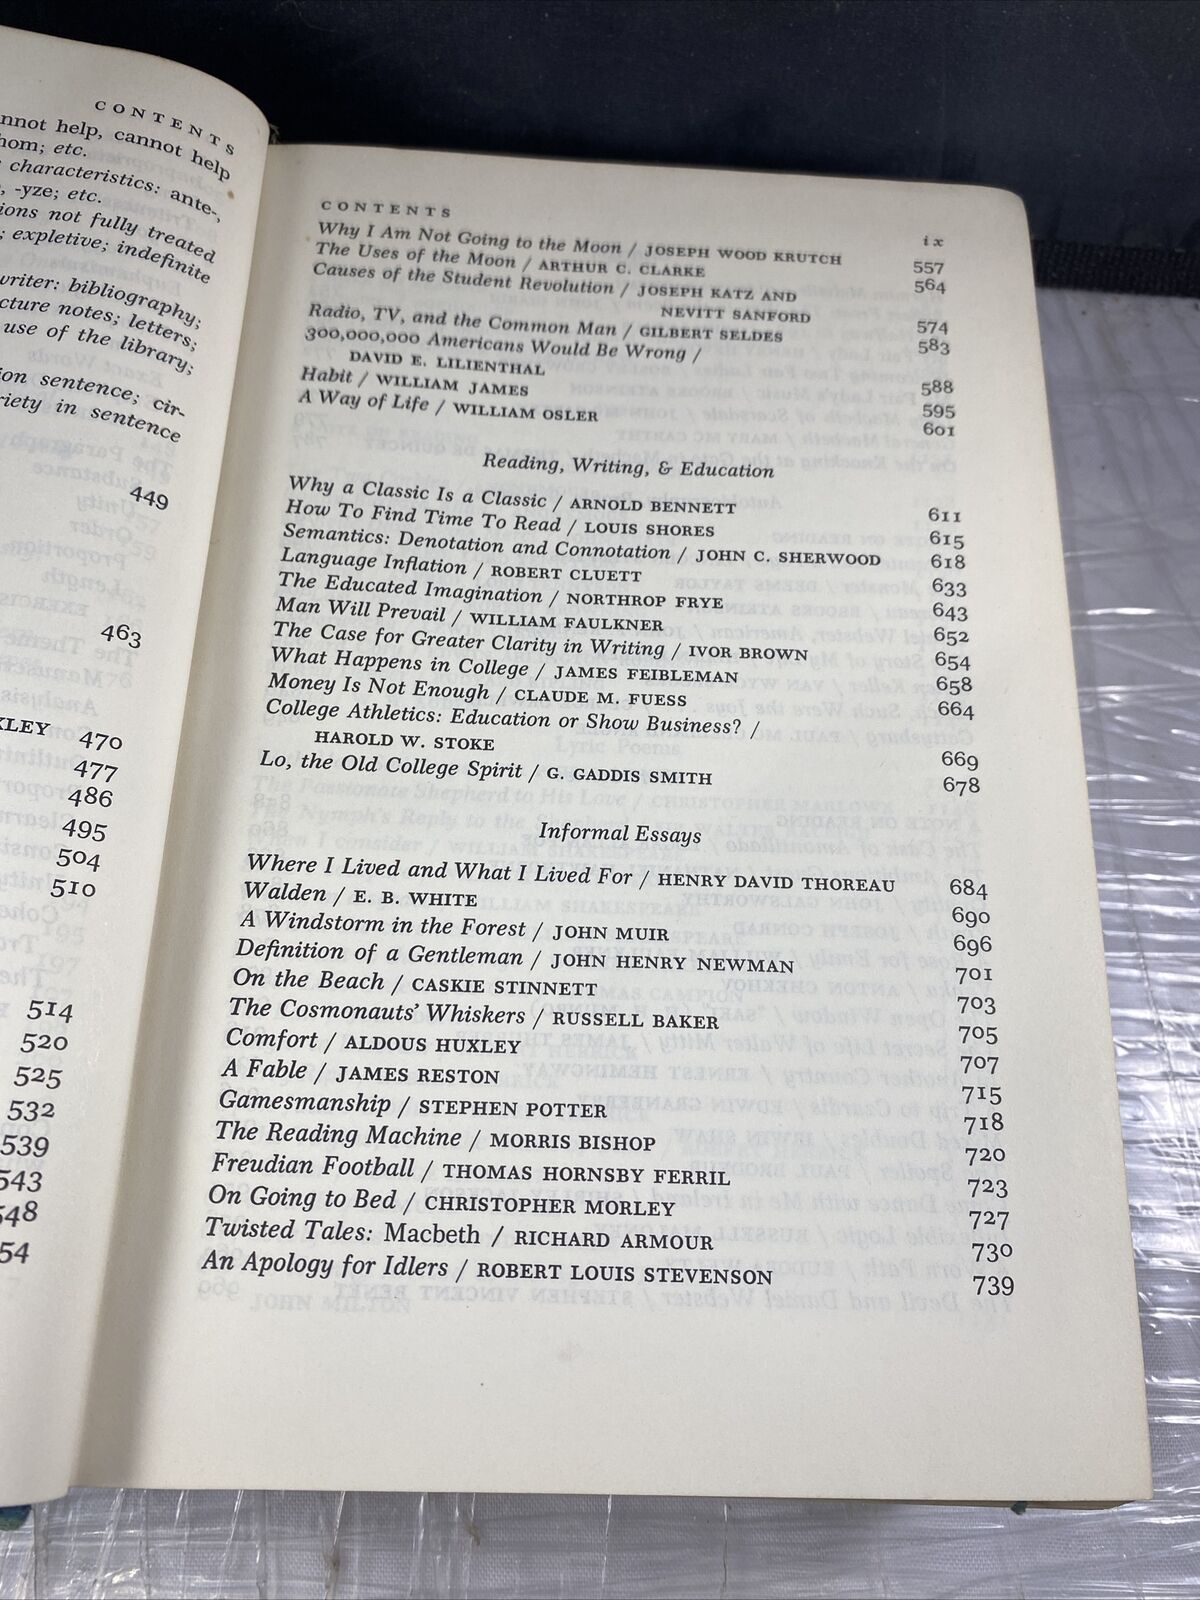 CONTENTS
nnot help, cannot help
hom; etc.
characteristics: ante-,
, -yze; etc.
ions not fully treated
; expletive; indefinite
writer: bibliography;
cture notes; letters;
use of the library;
ion sentence; cir-
riety in sentence
449
463
XLEY 470
477
486
495
504
510
514
520
525
532
539
543
548
54
CONTENTS ix
Why I Am Not Going to the Moon / JOSEPH WOOD KRUTCH 557
The Uses of the Moon / ARTHUR C. CLARKE 564
Causes of the Student Revolution / JOSEPH KATZ AND
NEVITT SANFORD 574
Radio, TV, and the Common Man / GILBERT SELDES 583
300,000,000 Americans Would Be Wrong /
DAVID E. LILIENTHAL 588
Habit / WILLIAM JAMES 595
A Way of Life / WILLIAM OSLER 601
Reading, Writing, & Education
Why a Classic Is a Classic / ARNOLD BENNETT 611
How To Find Time To Read / LOUIS SHORES 615
Semantics: Denotation and Connotation / JOHN C. SHERWOOD 618
Language Inflation / ROBERT CLUETT 633
The Educated Imagination / NORTHROP FRYE 643
Man Will Prevail / WILLIAM FAULKNER 652
The Case for Greater Clarity in Writing / IVOR BROWN 654
What Happens in College / JAMES FEIBLEMAN 658
Money Is Not Enough / CLAUDE M. FUESS 664
College Athletics: Education or Show Business? /
HAROLD W. STOKE 669
Lo, the Old College Spirit / G. GADDIS SMITH 678
Informal Essays
Where I Lived and What I Lived For / HENRY DAVID THOREAU 684
Walden / E. B. WHITE 690
A Windstorm in the Forest / JOHN MUIR 696
Definition of a Gentleman / JOHN HENRY NEWMAN 701
On the Beach / CASKIE STINNETT 703
The Cosmonauts' Whiskers / RUSSELL BAKER 705
Comfort / ALDOUS HUXLEY 707
A Fable / JAMES RESTON 715
Gamesmanship / STEPHEN POTTER 718
The Reading Machine / MORRIS BISHOP 720
Freudian Football / THOMAS HORNSBY FERRIL 723
On Going to Bed / CHRISTOPHER MORLEY 727
Twisted Tales: Macbeth / RICHARD ARMOUR 730
An Apology for Idlers / ROBERT LOUIS STEVENSON 739